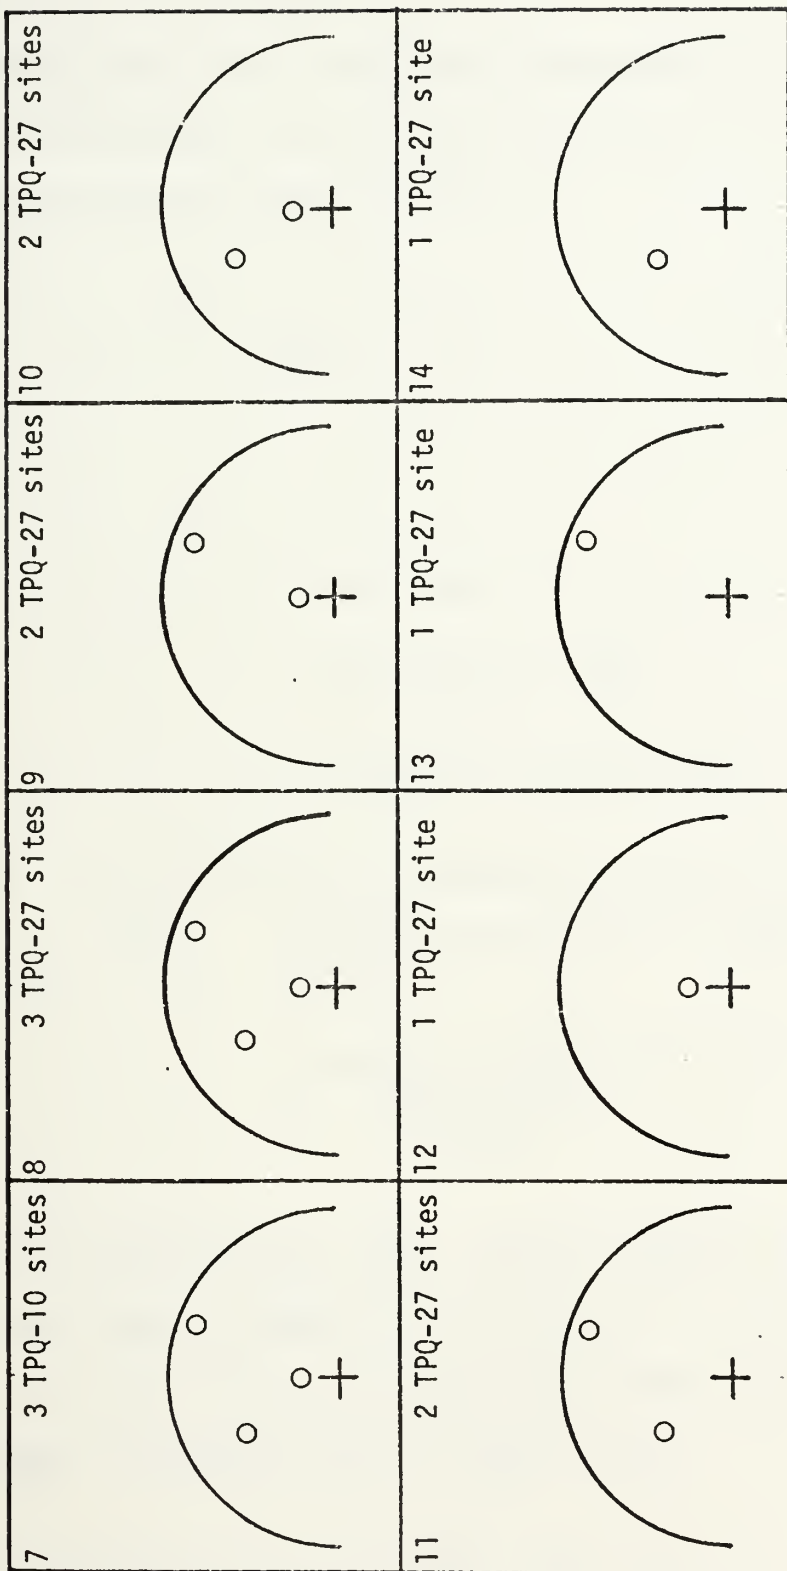 7 3 TPQ-10 sites
8 3 TPQ-27 sites
9 2 TPQ-27 sites
10 2 TPQ-27 sites
11 2 TPQ-27 sites
12 1 TPQ-27 site
13 1 TPQ-27 site
14 1 TPQ-27 site